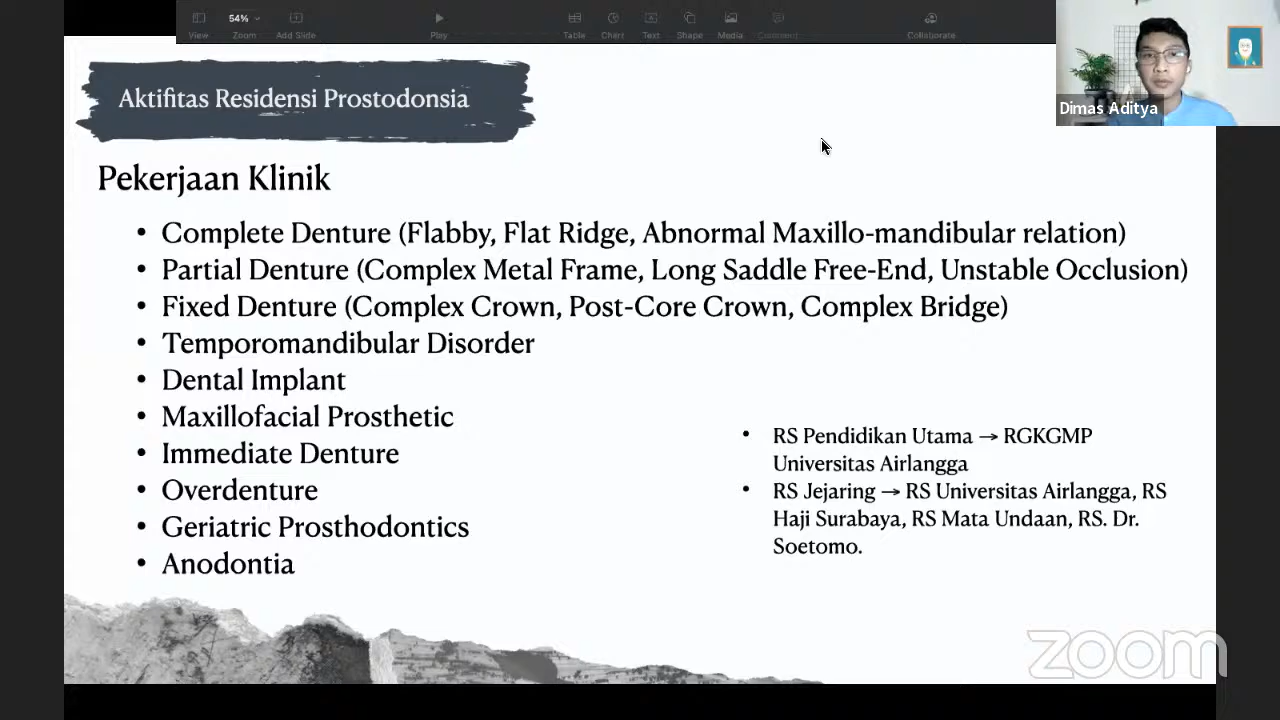 54%
View
Zoom
Add Slide
Play
Table
Chart
Text
Shape
Media
Comment
Collaborate
Dimas Aditya
Aktifitas Residensi Prostodonsia
Pekerjaan Klinik
• Complete Denture (Flabby, Flat Ridge, Abnormal Maxillo-mandibular relation)
• Partial Denture (Complex Metal Frame, Long Saddle Free-End, Unstable Occlusion)
• Fixed Denture (Complex Crown, Post-Core Crown, Complex Bridge)
• Temporomandibular Disorder
• Dental Implant
• Maxillofacial Prosthetic
• Immediate Denture
• Overdenture
• Geriatric Prosthodontics
• Anodontia
• RS Pendidikan Utama → RGKGMP
Universitas Airlangga
• RS Jejaring → RS Universitas Airlangga, RS
Haji Surabaya, RS Mata Undaan, RS. Dr.
Soetomo.
zoom